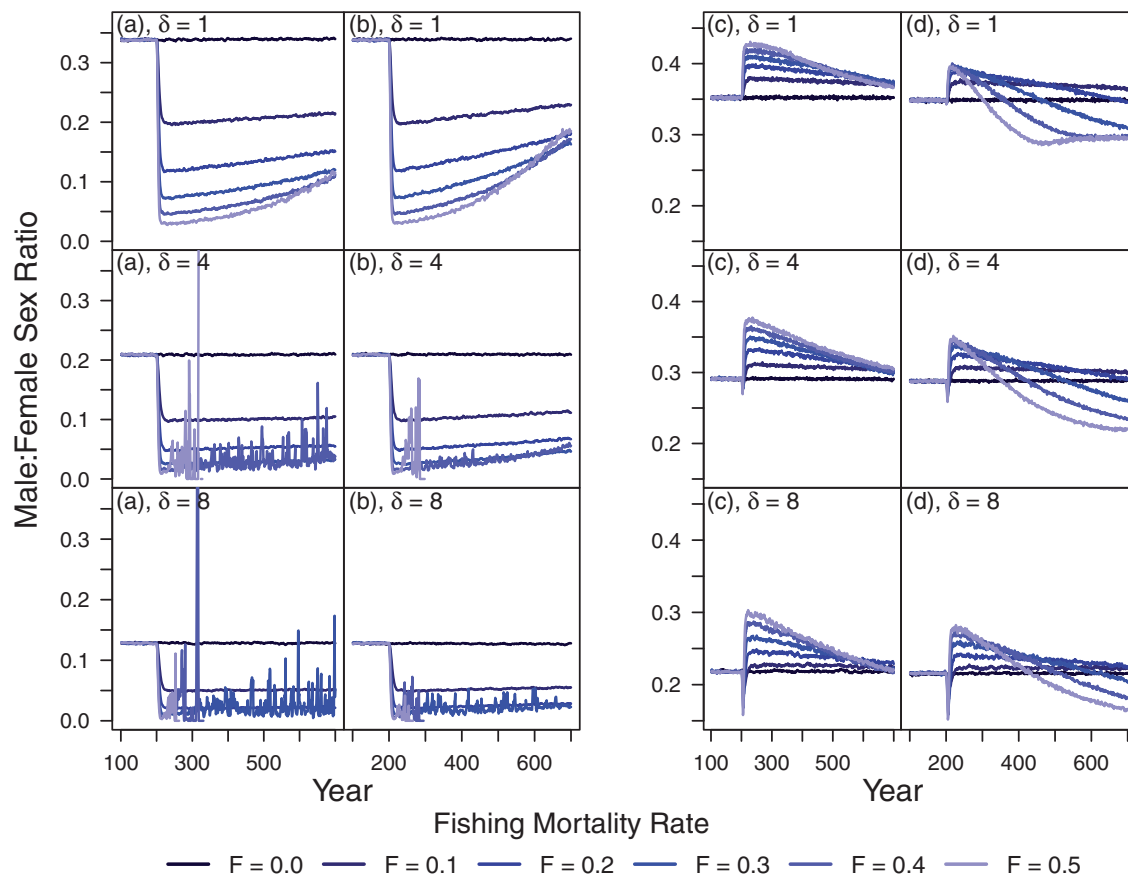 (a), δ = 1
(b), δ = 1
(c), δ = 1
(d), δ = 1
0.3
0.2
0.1
0.0
0.4
0.3
0.2
(a), δ = 4
(b), δ = 4
(c), δ = 4
(d), δ = 4
0.3
0.2
0.1
0.0
0.4
0.3
0.2
(a), δ = 8
(b), δ = 8
(c), δ = 8
(d), δ = 8
0.3
0.2
0.1
0.0
0.4
0.3
0.2
Male:Female Sex Ratio
100 300 500 200 400 600
100 300 500 200 400 600
Year
Year
Fishing Mortality Rate
F = 0.0 F = 0.1 F = 0.2 F = 0.3 F = 0.4 F = 0.5